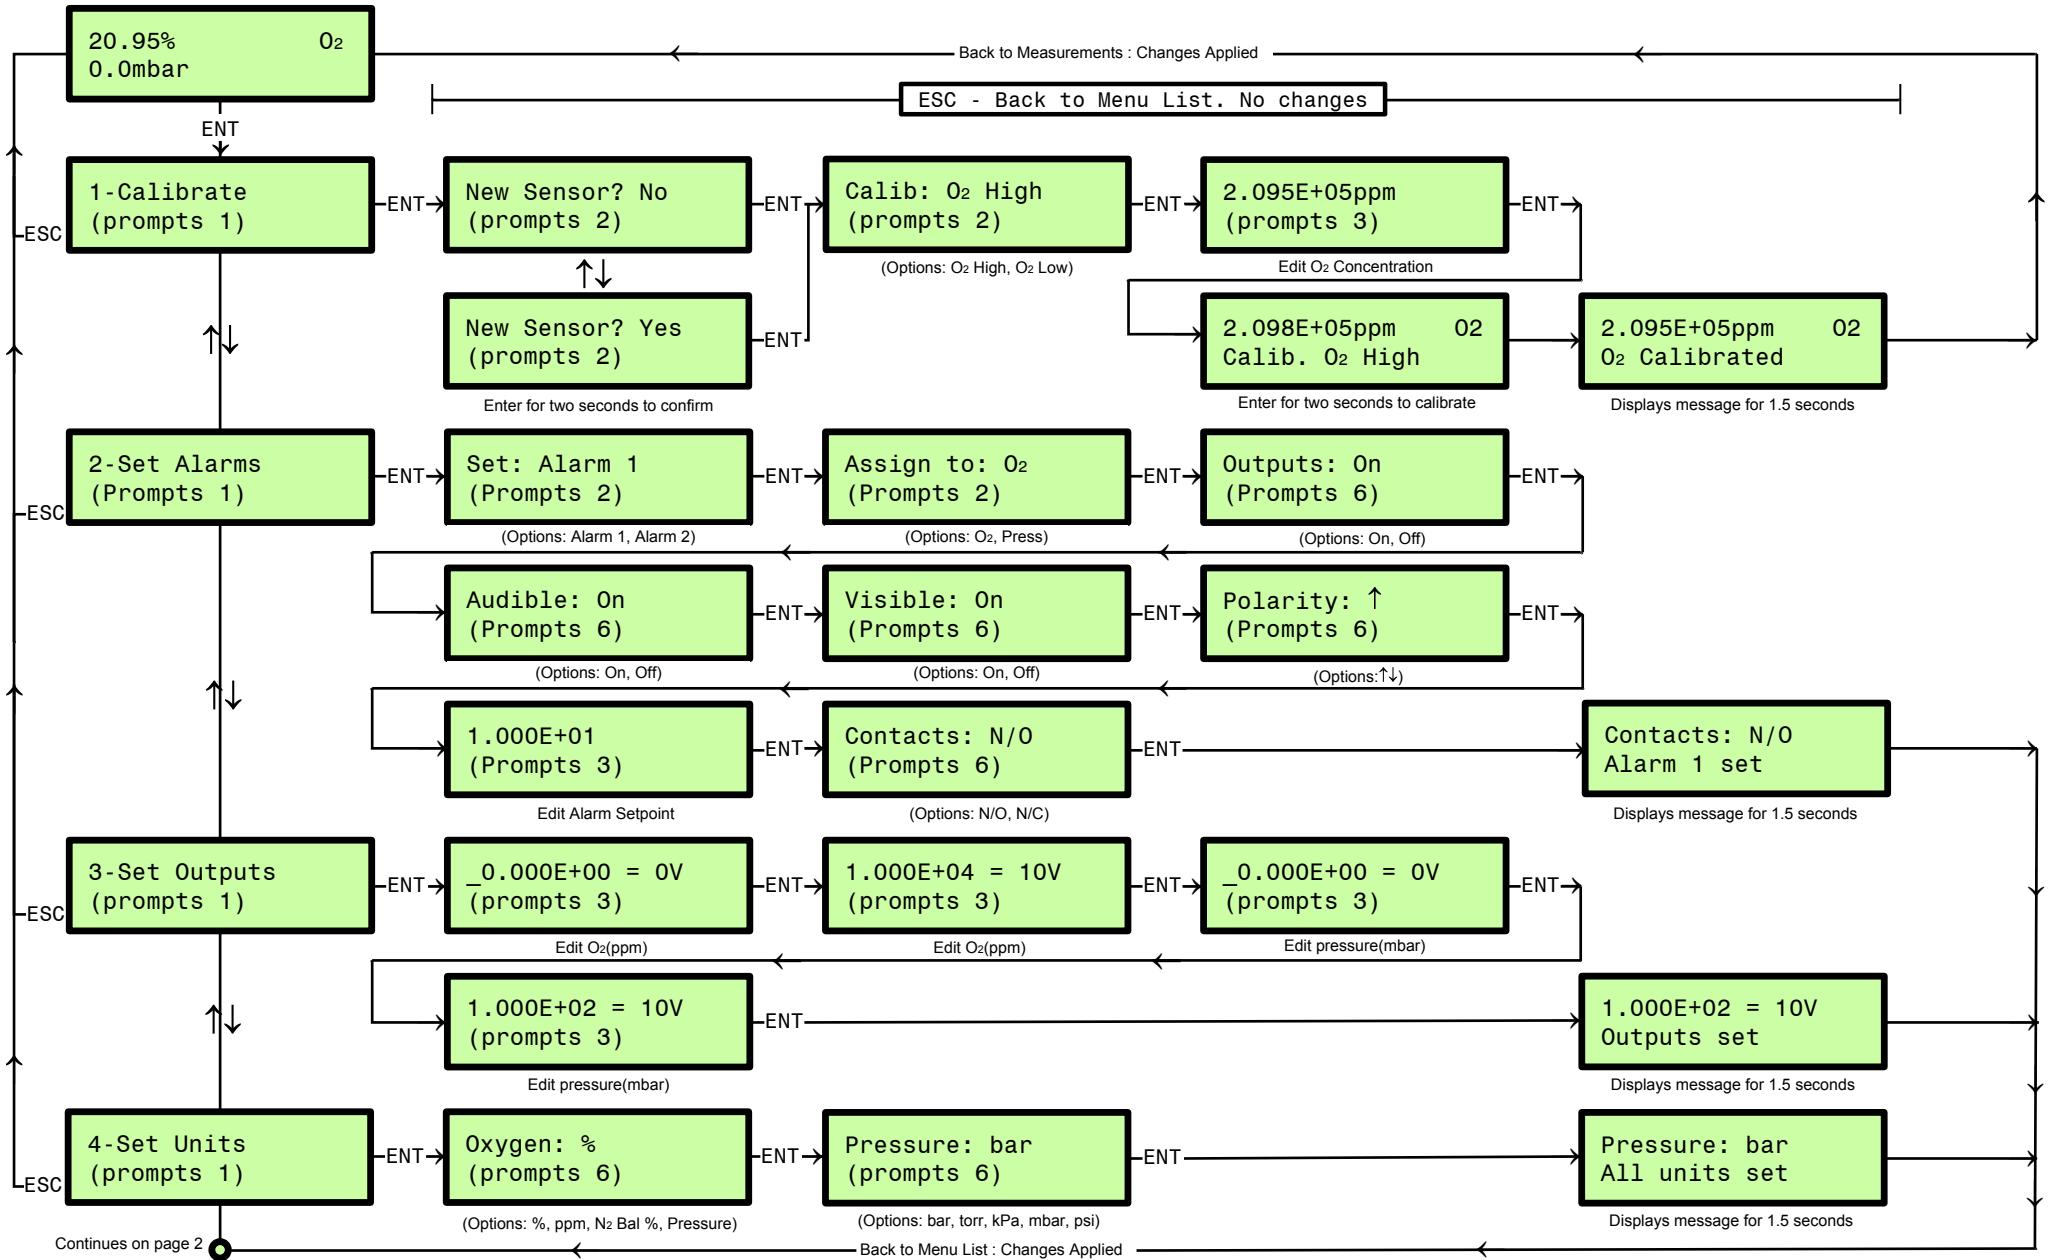 20.95% O2
0.0mbar
Back to Measurements : Changes Applied
ESC - Back to Menu List. No changes
ENT
1-Calibrate
(prompts 1)
ENT
New Sensor? No
(prompts 2)
ENT
Calib: O2 High
(prompts 2)
(Options: O2 High, O2 Low)
ENT
2.095E+05ppm
(prompts 3)
Edit O2 Concentration
ENT
ESC
↑↓
New Sensor? Yes
(prompts 2)
Enter for two seconds to confirm
ENT
2.098E+05ppm O2
Calib. O2 High
Enter for two seconds to calibrate
2.095E+05ppm O2
O2 Calibrated
Displays message for 1.5 seconds
↑↓
2-Set Alarms
(Prompts 1)
ENT
Set: Alarm 1
(Prompts 2)
(Options: Alarm 1, Alarm 2)
ENT
Assign to: O2
(Prompts 2)
(Options: O2, Press)
ENT
Outputs: On
(Prompts 6)
(Options: On, Off)
ENT
ESC
Audible: On
(Prompts 6)
(Options: On, Off)
ENT
Visible: On
(Prompts 6)
(Options: On, Off)
ENT
Polarity: ↑
(Prompts 6)
(Options:↑↓)
ENT
↑↓
1.000E+01
(Prompts 3)
Edit Alarm Setpoint
ENT
Contacts: N/O
(Prompts 6)
(Options: N/O, N/C)
ENT
Contacts: N/O
Alarm 1 set
Displays message for 1.5 seconds
3-Set Outputs
(prompts 1)
ENT
_0.000E+00 = 0V
(prompts 3)
Edit O2(ppm)
ENT
1.000E+04 = 10V
(prompts 3)
Edit O2(ppm)
ENT
_0.000E+00 = 0V
(prompts 3)
Edit pressure(mbar)
ENT
ESC
↑↓
1.000E+02 = 10V
(prompts 3)
Edit pressure(mbar)
ENT
1.000E+02 = 10V
Outputs set
Displays message for 1.5 seconds
4-Set Units
(prompts 1)
ENT
Oxygen: %
(prompts 6)
(Options: %, ppm, N2 Bal %, Pressure)
ENT
Pressure: bar
(prompts 6)
(Options: bar, torr, kPa, mbar, psi)
ENT
Pressure: bar
All units set
Displays message for 1.5 seconds
ESC
Continues on page 2
Back to Menu List : Changes Applied